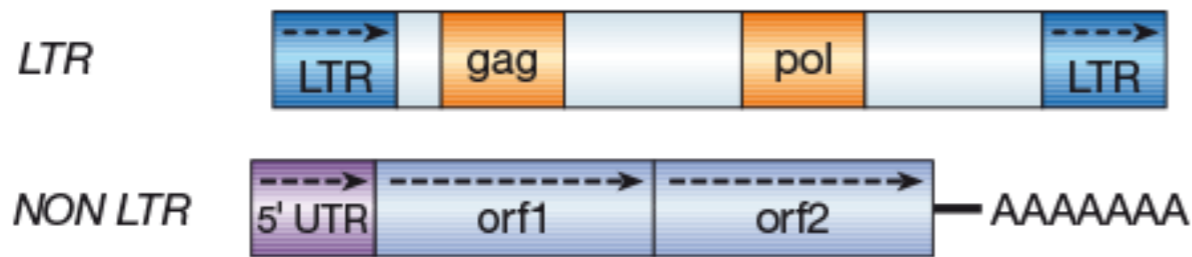 LTR LTR gag pol LTR
NON LTR 5' UTR orf1 orf2 AAAAAAA